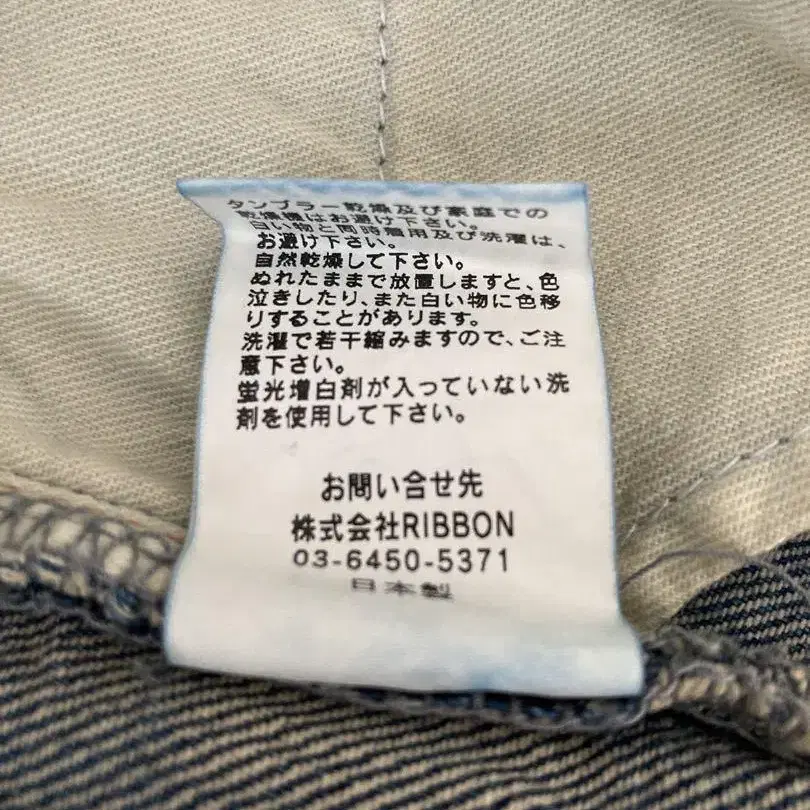 タンブラー乾燥及び家庭での
乾燥機はお避け下さい。
白い物と同時着用及び洗濯は、
お避け下さい。
自然乾燥して下さい。
ぬれたままで放置しますと、色
泣きしたり、また白い物に色移
りすることがあります。
洗濯で若干縮みますので、ご注
意下さい。
蛍光増白剤が入っていない洗
剤を使用して下さい。
お問い合せ先
株式会社RIBBON
03-6450-5371
日本製